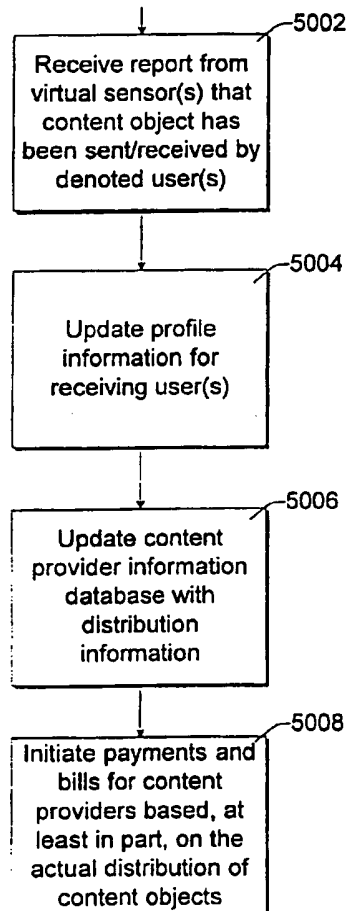 5002
Receive report from
virtual sensor(s) that
content object has
been sent/received by
denoted user(s)
5004
Update profile
information for
receiving user(s)
5006
Update content
provider information
database with
distribution
information
5008
Initiate payments and
bills for content
providers based, at
least in part, on the
actual distribution of
content objects